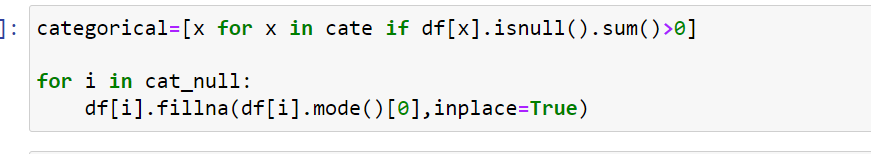 ]: categorical=[x for x in cate if df[x].isnull().sum()>0]
for i in cat_null:
    df[i].fillna(df[i].mode()[0],inplace=True)